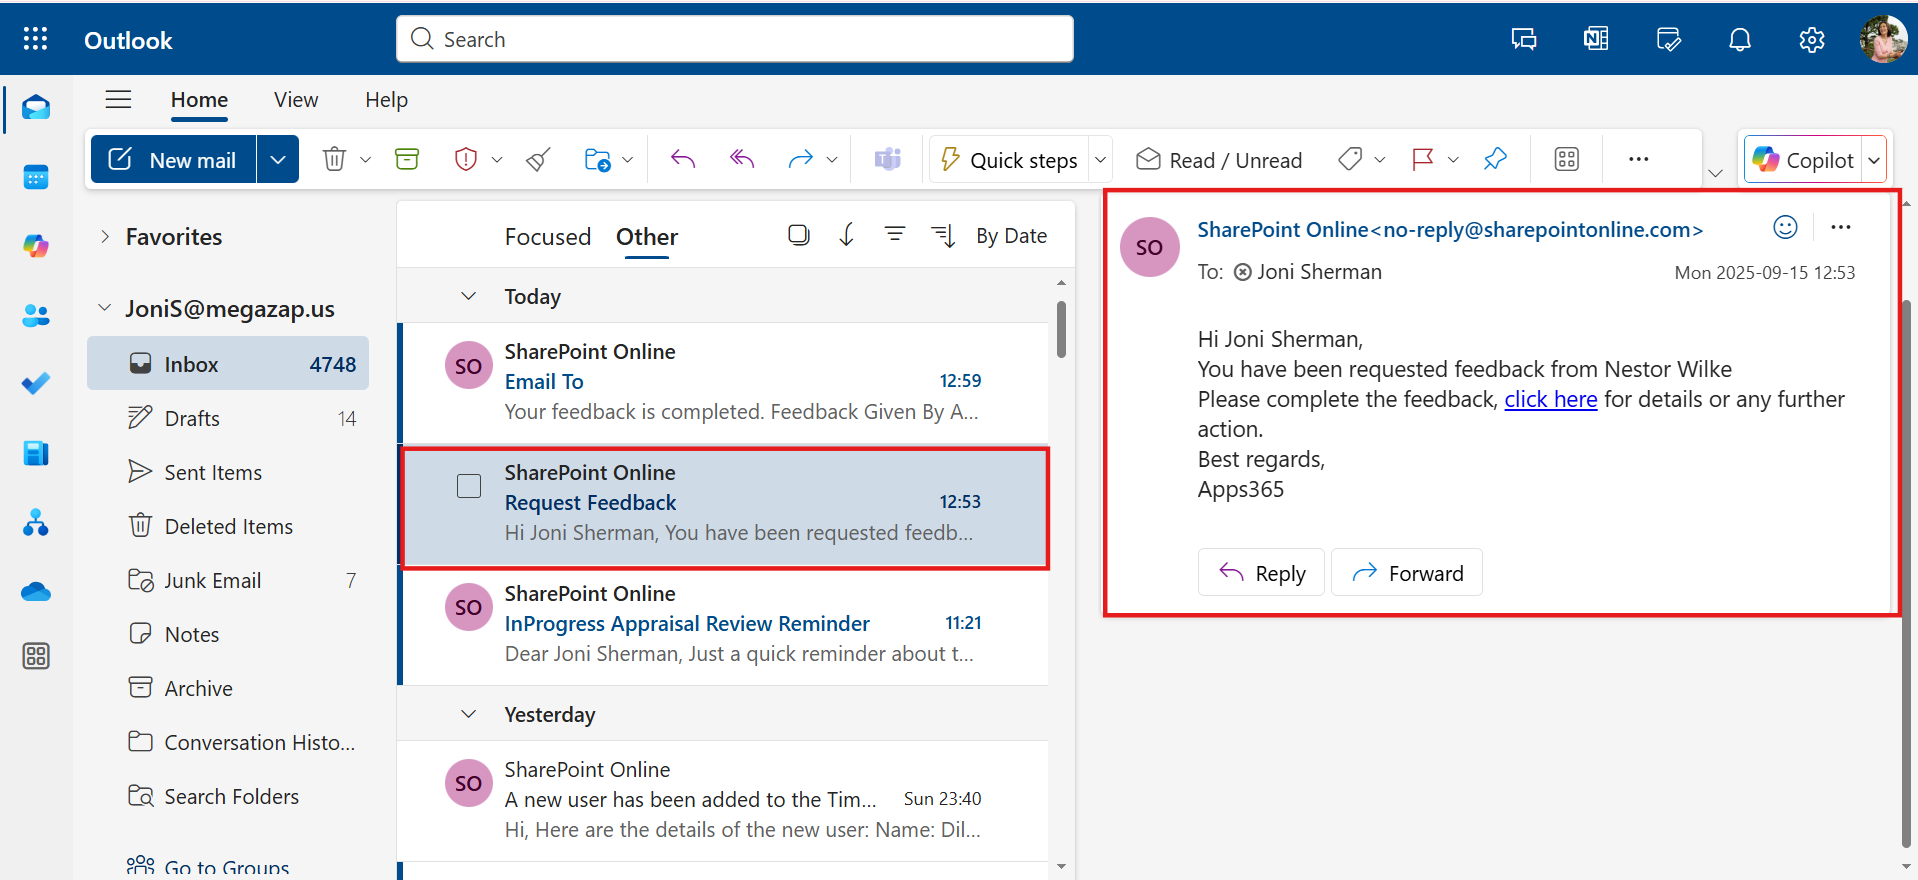 Outlook
Search
Home View Help
New mail
Quick steps
Read / Unread
Copilot
Favorites
JoniS@megazap.us
Inbox 4748
Drafts 14
Sent Items
Deleted Items
Junk Email 7
Notes
Archive
Conversation Histo...
Search Folders
Go to Groups
Focused Other By Date
Today
SO
SharePoint Online
Email To 12:59
Your feedback is completed. Feedback Given By A...
SharePoint Online
Request Feedback 12:53
Hi Joni Sherman, You have been requested feedb...
SO
SharePoint Online
InProgress Appraisal Review Reminder 11:21
Dear Joni Sherman, Just a quick reminder about t...
Yesterday
SO
SharePoint Online
A new user has been added to the Tim... Sun 23:40
Hi, Here are the details of the new user: Name: Dil...
SO
SharePoint Online<no-reply@sharepointonline.com>
To: Joni Sherman Mon 2025-09-15 12:53
Hi Joni Sherman,
You have been requested feedback from Nestor Wilke
Please complete the feedback, click here for details or any further
action.
Best regards,
Apps365
Reply Forward